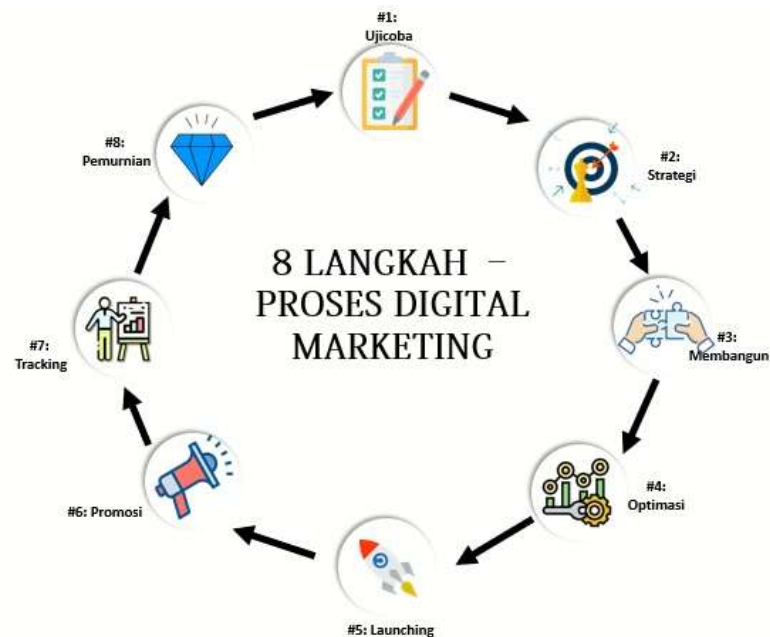 #1:
Ujicoba
#2:
Strategi
#3:
Membangun
#4:
Optimasi
#5: Launching
#6: Promosi
#7:
Tracking
#8:
Pemurnian
8 LANGKAH –
PROSES DIGITAL
MARKETING